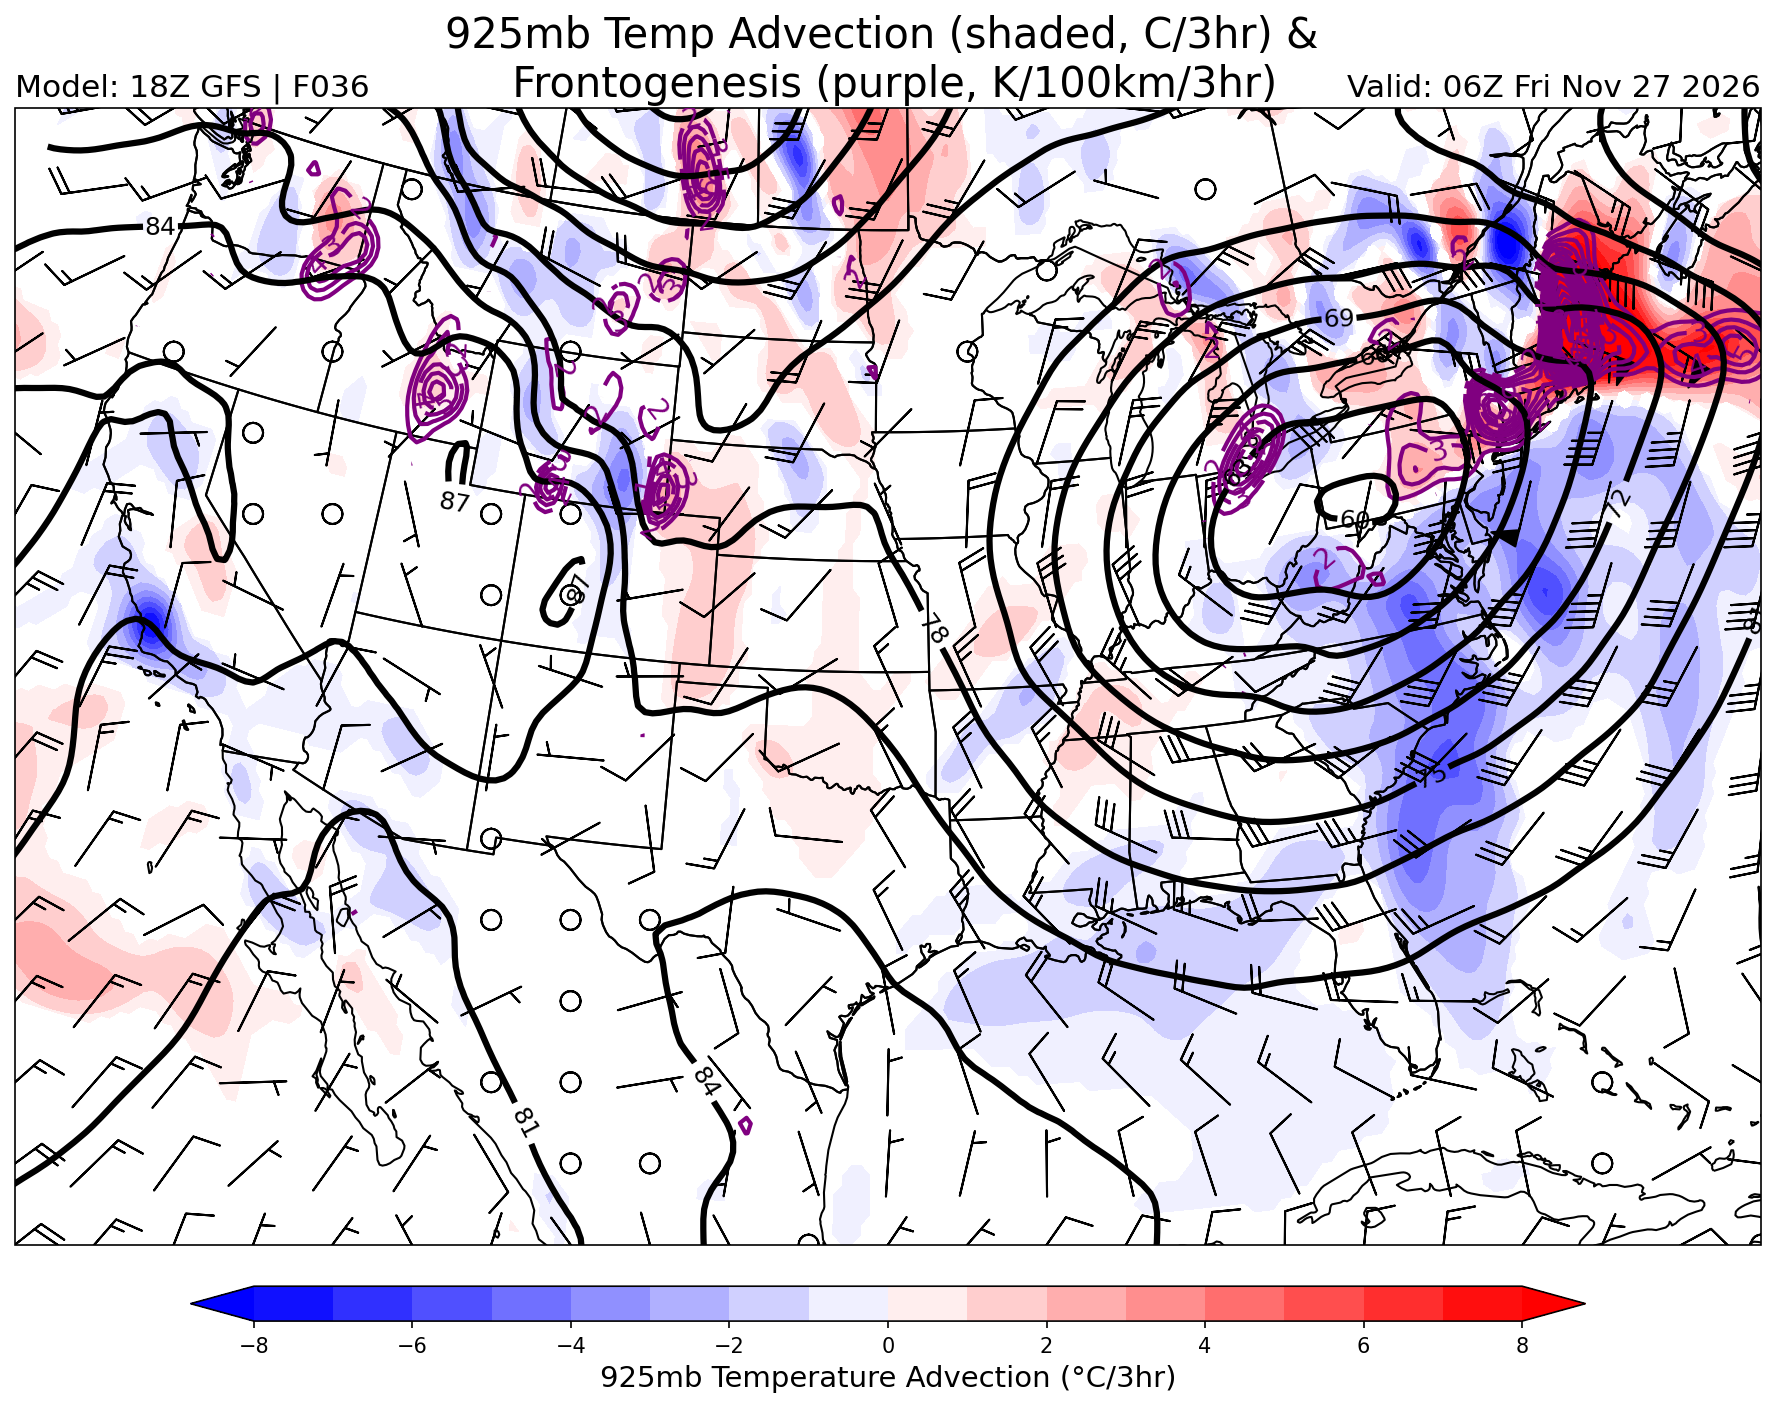 925mb Temp Advection (shaded, C/3hr) &
Model: 18Z GFS | F036 Frontogenesis (purple, K/100km/3hr) Valid: 06Z Fri Nov 27 2026
84
69
87
87
72
60
78
75
84
81
−8 −6 −4 −2 0 2 4 6 8
925mb Temperature Advection (°C/3hr)